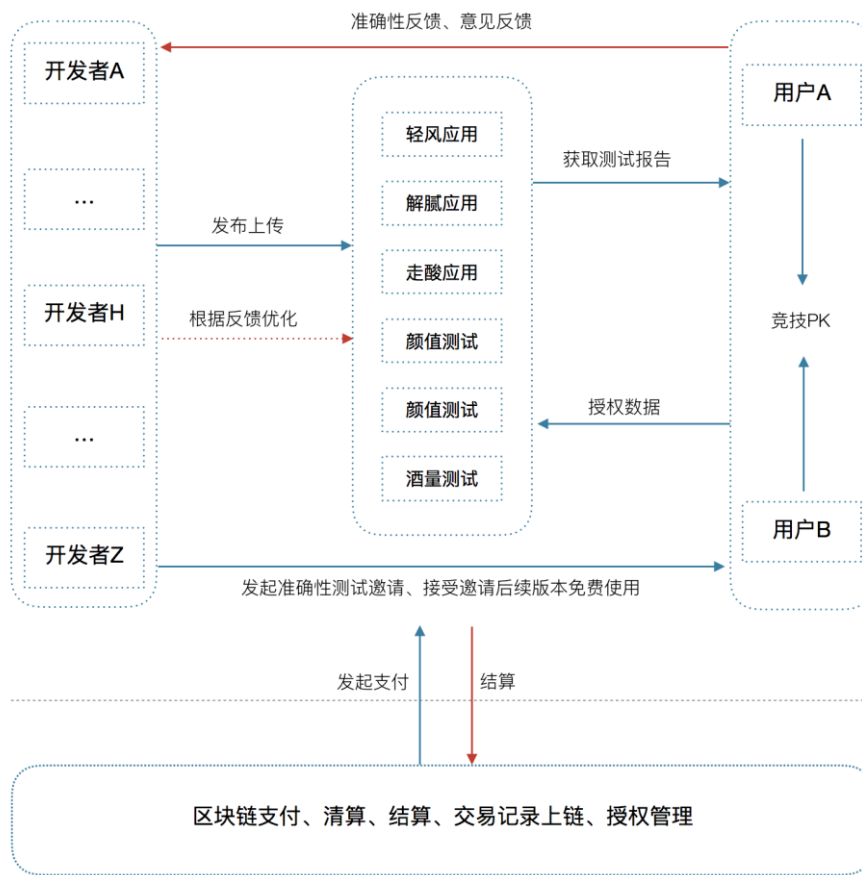 准确性反馈、意见反馈
开发者A
用户A
轻风应用
获取测试报告
解腻应用
...
发布上传
走酸应用
开发者H
根据反馈优化
竞技PK
颜值测试
颜值测试
授权数据
...
酒量测试
用户B
开发者Z
发起准确性测试邀请、接受邀请后续版本免费使用
发起支付
结算
区块链支付、清算、结算、交易记录上链、授权管理